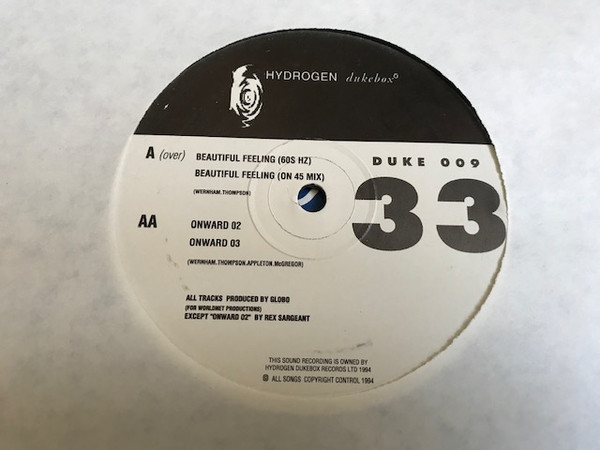 HYDROGEN dukebox
A (over) BEAUTIFUL FEELING (60S HZ)
BEAUTIFUL FEELING (ON 45 MIX)
(WERNHAM.THOMPSON)
DUKE 009
33
AA ONWARD 02
ONWARD 03
(WERNHAM.THOMPSON.APPLETON.McGREGOR)
ALL TRACKS PRODUCED BY GLOBO
(FOR WORLDNET PRODUCTIONS)
EXCEPT "ONWARD 02" BY REX SARGEANT
THIS SOUND RECORDING IS OWNED BY
HYDROGEN DUKEBOX RECORDS LTD 1994
℗ ALL SONGS COPYRIGHT CONTROL 1994